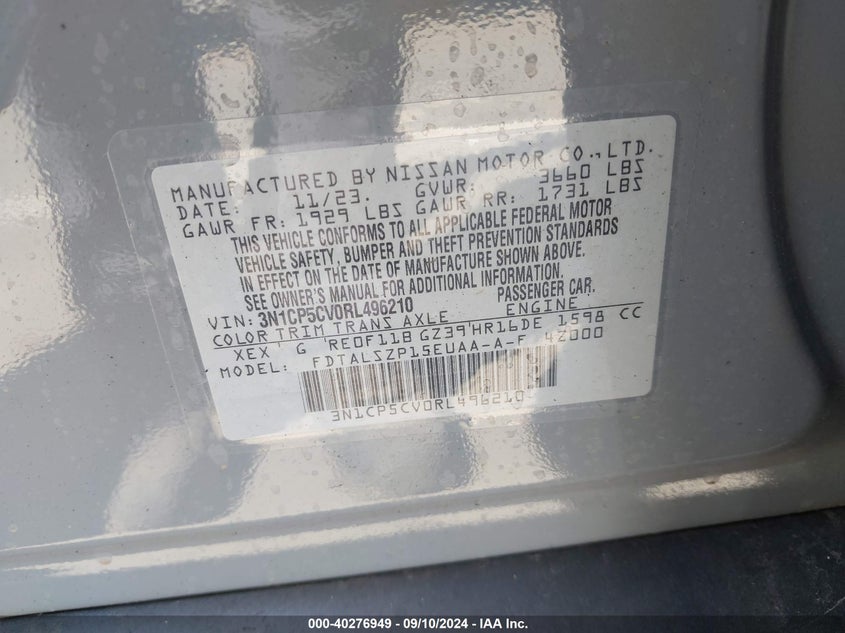 MANUFACTURED BY NISSAN MOTOR CO.,LTD.
DATE: 11/23. GVWR: 3660 LBS
GAWR FR: 1929 LBS GAWR RR: 1731 LBS
THIS VEHICLE CONFORMS TO ALL APPLICABLE FEDERAL MOTOR
VEHICLE SAFETY, BUMPER AND THEFT PREVENTION STANDARDS
IN EFFECT ON THE DATE OF MANUFACTURE SHOWN ABOVE.
SEE OWNER'S MANUAL FOR ADDITIONAL INFORMATION.
VIN: 3N1CP5CV0RL496210 PASSENGER CAR.
COLOR TRIM TRANS AXLE ENGINE
XEX G RE0F11B GZ39 HR16DE 1598 CC
MODEL: FDTALSZP15EUAA-A-F 42000
3N1CP5CV0RL496210
000-40276949 - 09/10/2024 - IAA Inc.